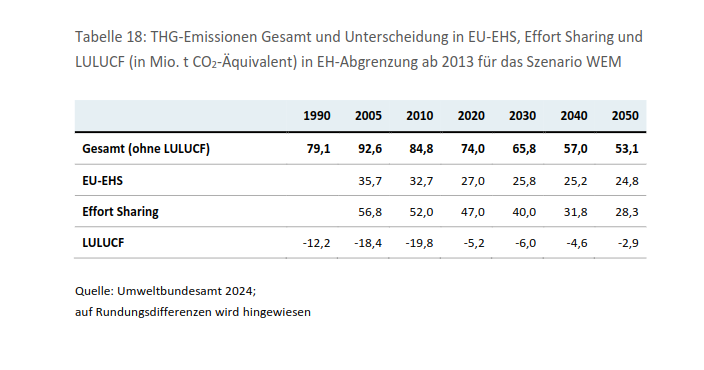 Tabelle 18: THG-Emissionen Gesamt und Unterscheidung in EU-EHS, Effort Sharing und
LULUCF (in Mio. t CO₂-Äquivalent) in EH-Abgrenzung ab 2013 für das Szenario WEM
1990 2005 2010 2020 2030 2040 2050
Gesamt (ohne LULUCF) 79,1 92,6 84,8 74,0 65,8 57,0 53,1
EU-EHS 35,7 32,7 27,0 25,8 25,2 24,8
Effort Sharing 56,8 52,0 47,0 40,0 31,8 28,3
LULUCF -12,2 -18,4 -19,8 -5,2 -6,0 -4,6 -2,9
Quelle: Umweltbundesamt 2024;
auf Rundungsdifferenzen wird hingewiesen